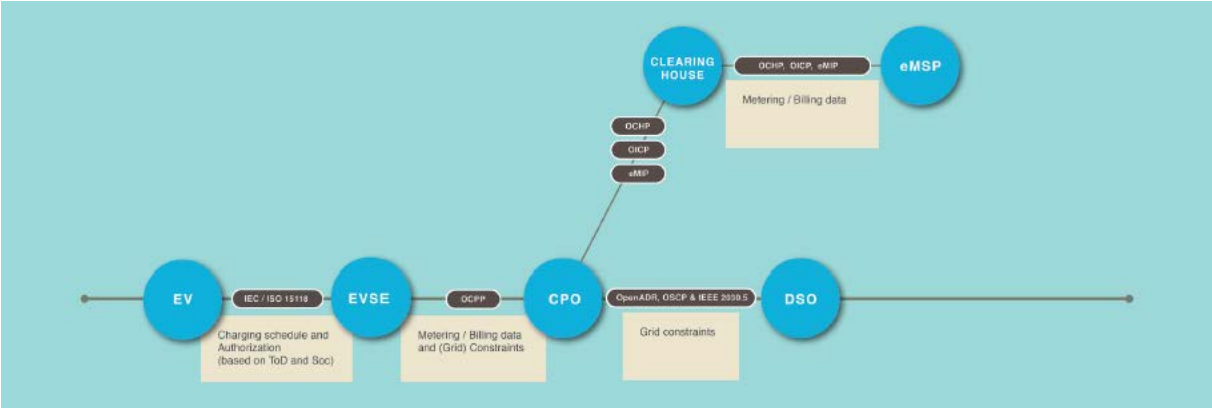 CLEARING
HOUSE
OCHP, OICP, eMIP
eMSP
Metering / Billing data
OCHP
OICP
eMIP
EV
IEC / ISO 15118
EVSE
OCPP
CPO
OpenADR, OSCP & IEEE 2030.5
DSO
Charging schedule and
Authorization
(based on ToD and Soc)
Metering / Billing data
and (Grid) Constraints
Grid constraints